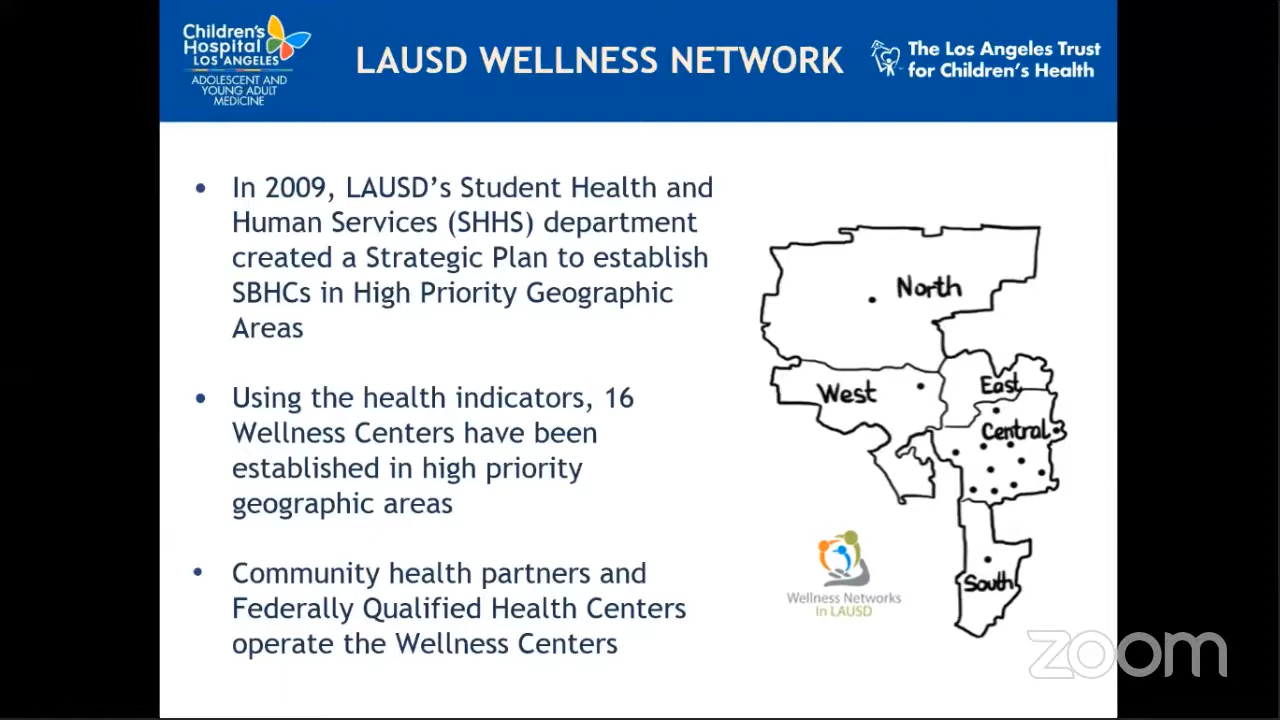 Children's
Hospital
LOS ANGELES
ADOLESCENT AND
YOUNG ADULT
MEDICINE
LAUSD WELLNESS NETWORK
The Los Angeles Trust
for Children's Health
• In 2009, LAUSD's Student Health and
Human Services (SHHS) department
created a Strategic Plan to establish
SBHCs in High Priority Geographic
Areas
• Using the health indicators, 16
Wellness Centers have been
established in high priority
geographic areas
• Community health partners and
Federally Qualified Health Centers
operate the Wellness Centers
North
West
East
Central
South
Wellness Networks
in LAUSD
zoom